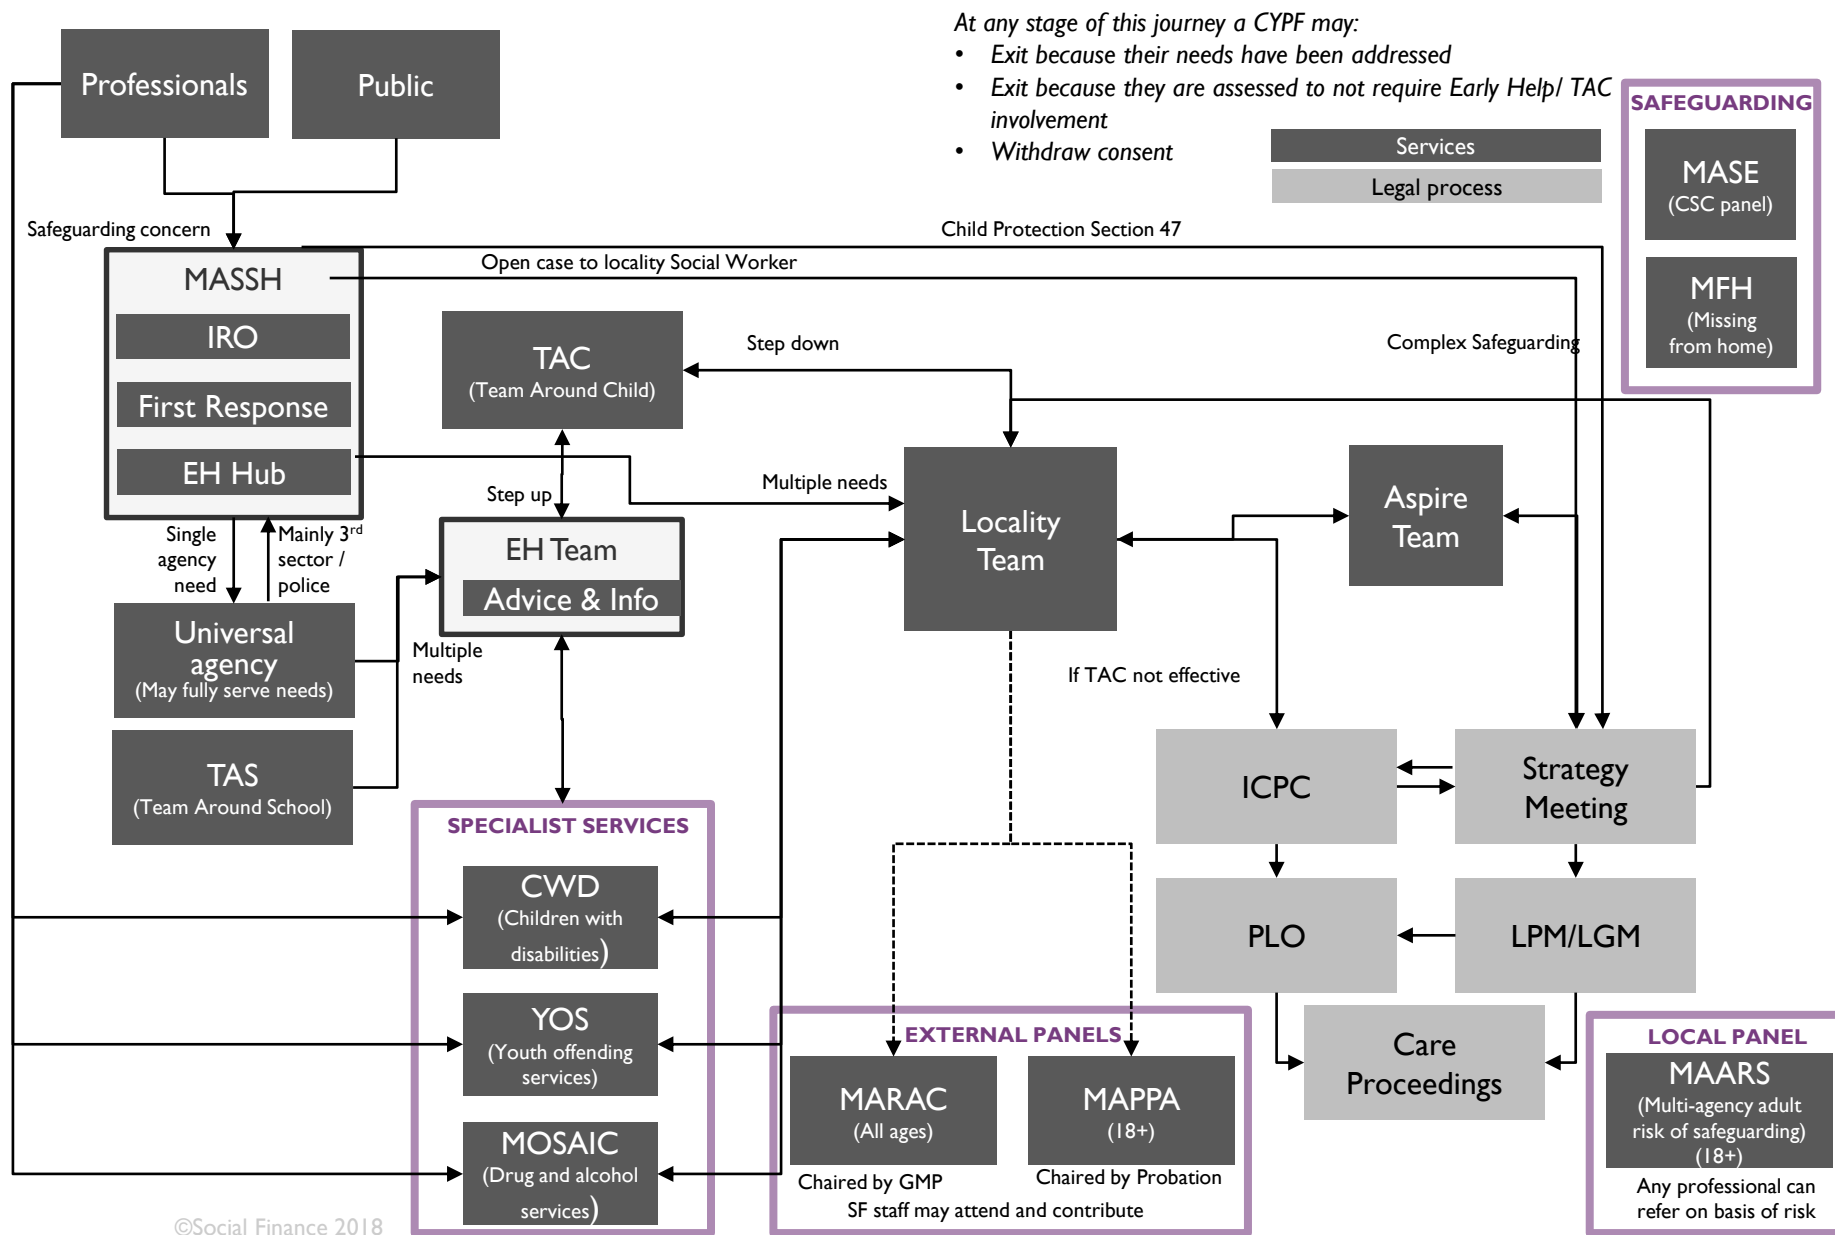 At any stage of this journey a CYPF may:
• Exit because their needs have been addressed
• Exit because they are assessed to not require Early Help/ TAC
involvement
• Withdraw consent
Professionals
Public
Services
Legal process
SAFEGUARDING
MASE
(CSC panel)
MFH
(Missing
from home)
Safeguarding concern
Child Protection Section 47
Open case to locality Social Worker
MASSH
IRO
First Response
EH Hub
TAC
(Team Around Child)
Step down
Complex Safeguarding
Step up
Multiple needs
Locality
Team
Aspire
Team
Single
agency
need
Mainly 3rd
sector /
police
EH Team
Advice & Info
Universal
agency
(May fully serve needs)
Multiple
needs
If TAC not effective
TAS
(Team Around School)
ICPC
Strategy
Meeting
SPECIALIST SERVICES
CWD
(Children with
disabilities)
YOS
(Youth offending
services)
MOSAIC
(Drug and alcohol
services)
PLO
LPM/LGM
EXTERNAL PANELS
MARAC
(All ages)
MAPPA
(18+)
Chaired by GMP
Chaired by Probation
SF staff may attend and contribute
Care
Proceedings
LOCAL PANEL
MAARS
(Multi-agency adult
risk of safeguarding)
(18+)
Any professional can
refer on basis of risk
©Social Finance 2018